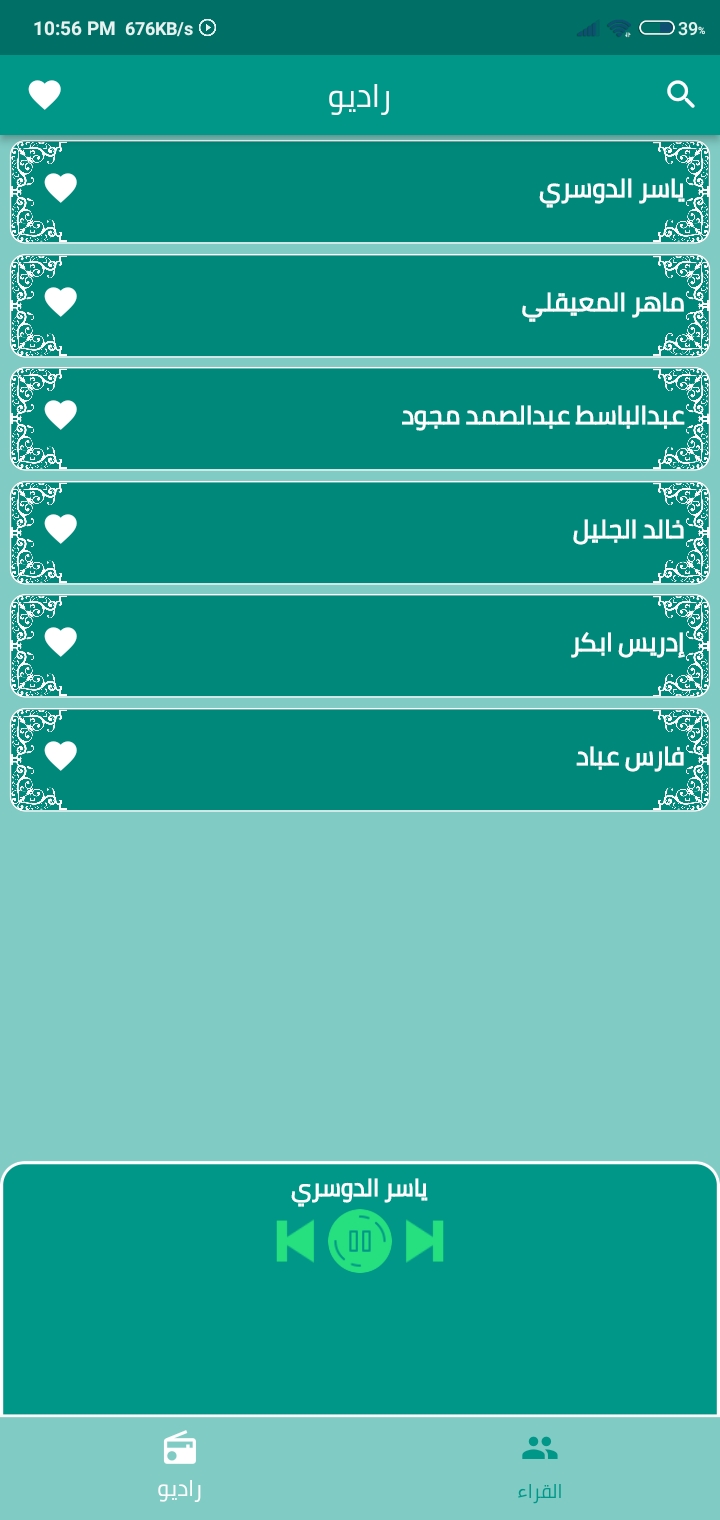 10:56 PM 676KB/s 39%
راديو
ياسر الدوسري
ماهر المعيقلي
عبدالباسط عبدالصمد مجود
خالد الجليل
إدريس ابكر
فارس عباد
ياسر الدوسري
القراء
راديو